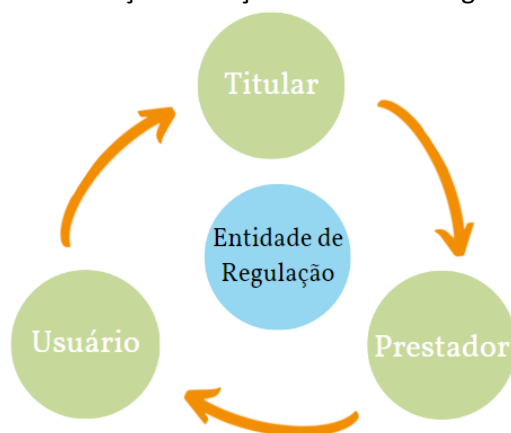 Titular
Entidade de
Regulação
Usuário
Prestador